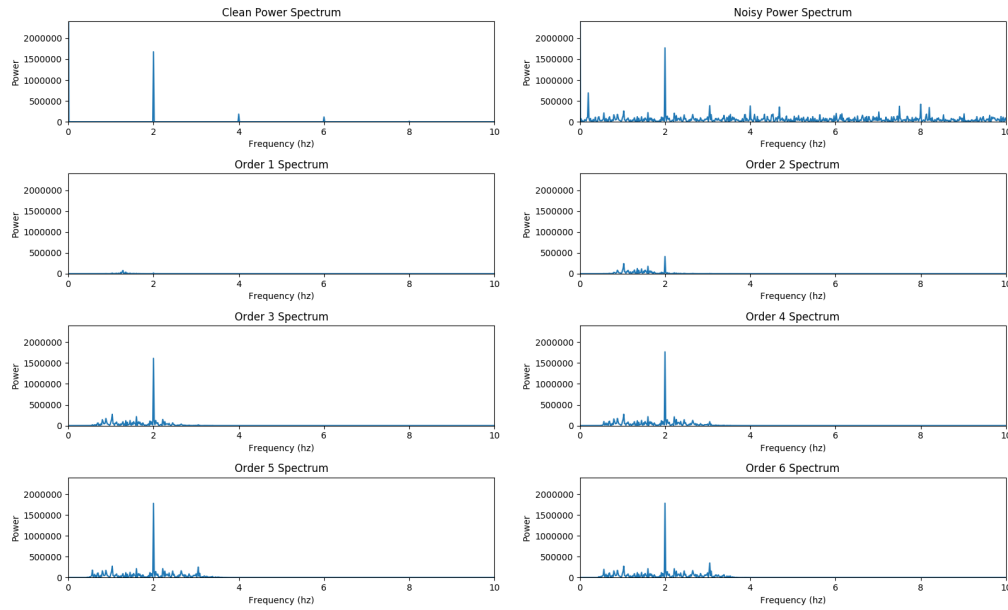 Clean Power Spectrum
2000000
1500000
1000000
500000
0
Power
0 2 4 6 8 10
Frequency (hz)
Noisy Power Spectrum
2000000
1500000
1000000
500000
0
Power
0 2 4 6 8 10
Frequency (hz)
Order 1 Spectrum
2000000
1500000
1000000
500000
0
Power
0 2 4 6 8 10
Frequency (hz)
Order 2 Spectrum
2000000
1500000
1000000
500000
0
Power
0 2 4 6 8 10
Frequency (hz)
Order 3 Spectrum
2000000
1500000
1000000
500000
0
Power
0 2 4 6 8 10
Frequency (hz)
Order 4 Spectrum
2000000
1500000
1000000
500000
0
Power
0 2 4 6 8 10
Frequency (hz)
Order 5 Spectrum
2000000
1500000
1000000
500000
0
Power
0 2 4 6 8 10
Frequency (hz)
Order 6 Spectrum
2000000
1500000
1000000
500000
0
Power
0 2 4 6 8 10
Frequency (hz)